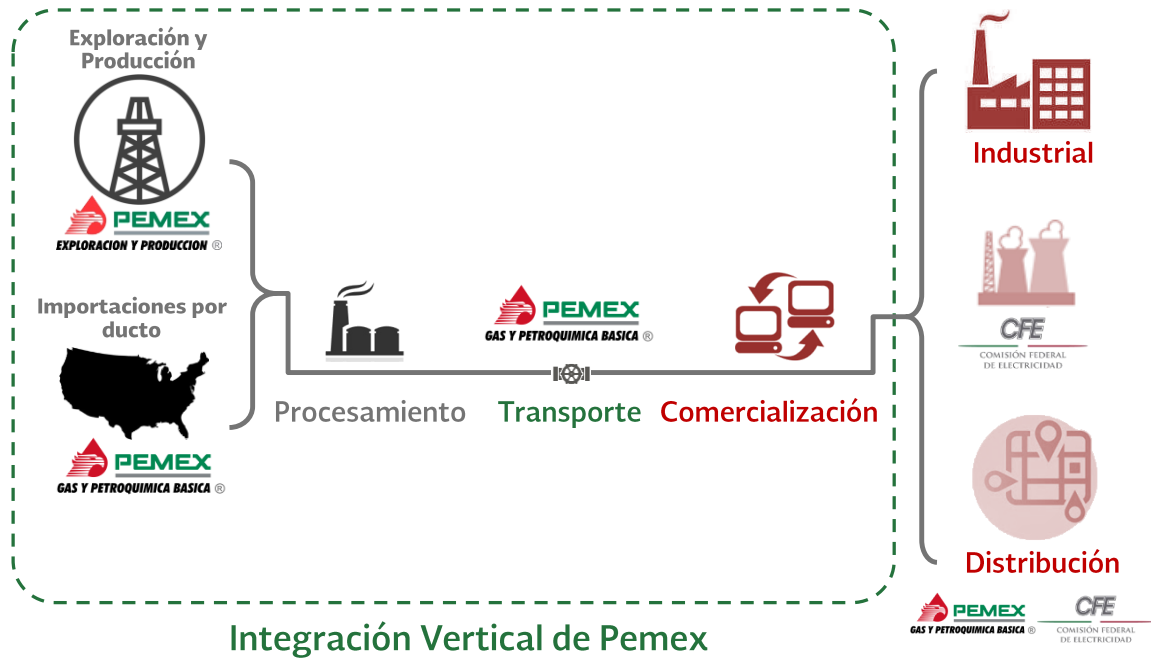 Exploración y
Producción
PEMEX
EXPLORACION Y PRODUCCION ®
Importaciones por
ducto
PEMEX
GAS Y PETROQUIMICA BASICA ®
Procesamiento
PEMEX
GAS Y PETROQUIMICA BASICA ®
Transporte
Comercialización
Industrial
CFE
COMISIÓN FEDERAL
DE ELECTRICIDAD
Distribución
PEMEX
GAS Y PETROQUIMICA BASICA ®
CFE
COMISIÓN FEDERAL
DE ELECTRICIDAD
Integración Vertical de Pemex